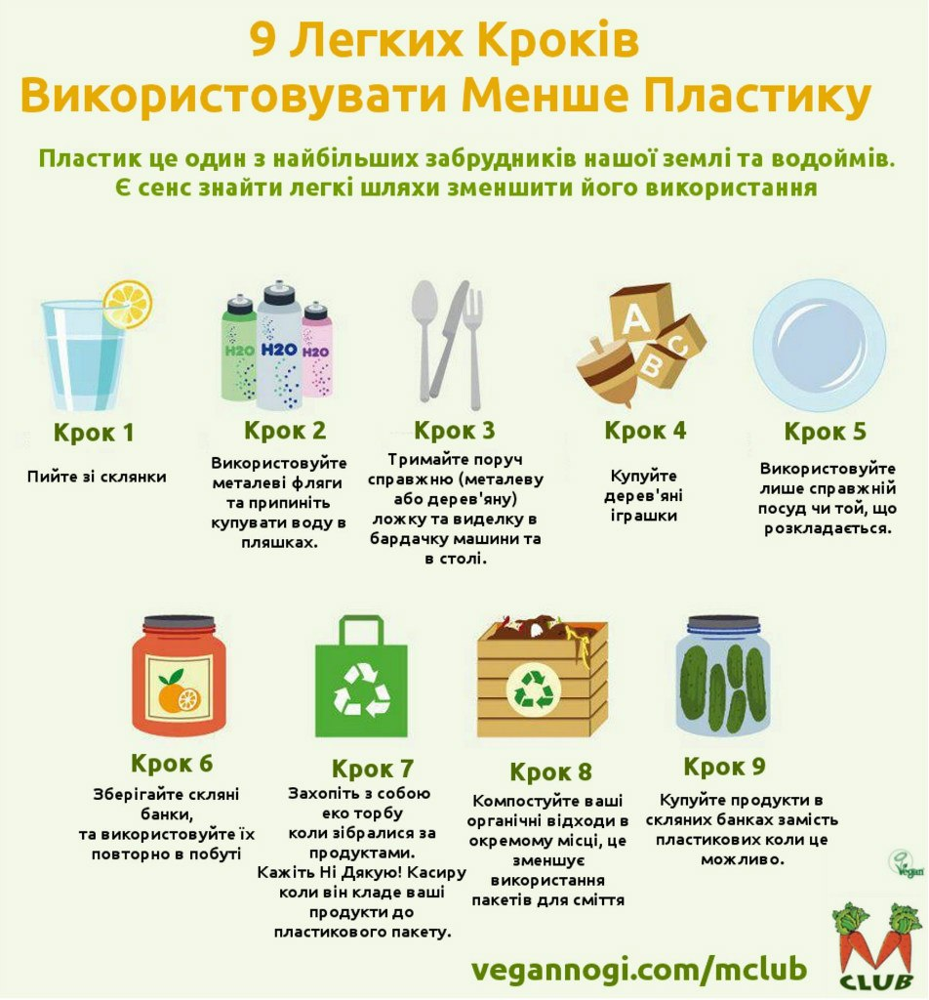 9 Легких Кроків
Використовувати Менше Пластику
Пластик це один з найбільших забрудників нашої землі та водоймів.
Є сенс знайти легкі шляхи зменшити його використання
H2O
H2O
H2O
A
B
C
Крок 1
Пийте зі склянки
Крок 2
Використовуйте
металеві фляги
та припиніть
купувати воду в
пляшках.
Крок 3
Тримайте поруч
справжню (металеву
або дерев'яну)
ложку та виделку в
бардачку машини та
в столі.
Крок 4
Купуйте
дерев'яні
іграшки
Крок 5
Використовуйте
лише справжній
посуд чи той, що
розкладається.
Крок 6
Зберігайте скляні
банки,
та використовуйте їх
повторно в побуті
Крок 7
Захопіть з собою
еко торбу
коли зібралися за
продуктами.
Кажіть Ні Дякую! Касиру
коли він кладе ваші
продукти до
пластикового пакету.
Крок 8
Компостуйте ваші
органічні відходи в
окремому місці, це
зменшує
використання
пакетів для сміття
Крок 9
Купуйте продукти в
скляних банках замість
пластикових коли це
можливо.
Vegan
M
CLUB
vegannogi.com/mclub